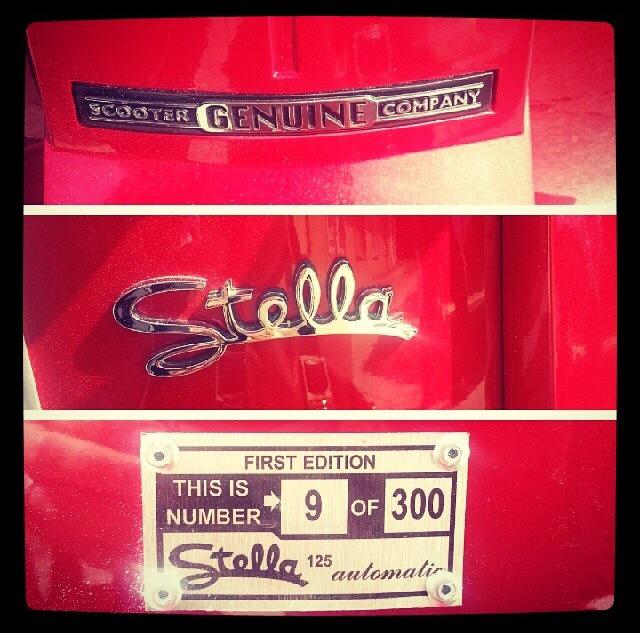 SCOOTER GENUINE COMPANY
Stella
FIRST EDITION
THIS IS NUMBER 9 OF 300
Stella 125 automatic